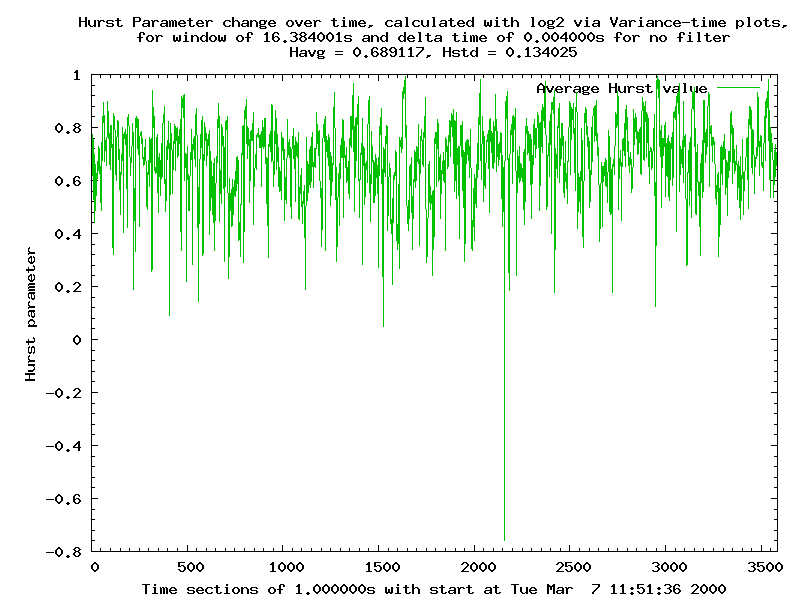 Hurst Parameter change over time, calculated with log2 via Variance-time plots,
for window of 16.384001s and delta time of 0.004000s for no filter
Havg = 0.689117, Hstd = 0.134025
Average Hurst value
1
0.8
0.6
0.4
0.2
0
-0.2
-0.4
-0.6
-0.8
Hurst parameter
0 500 1000 1500 2000 2500 3000 3500
Time sections of 1.000000s with start at Tue Mar  7 11:51:36 2000